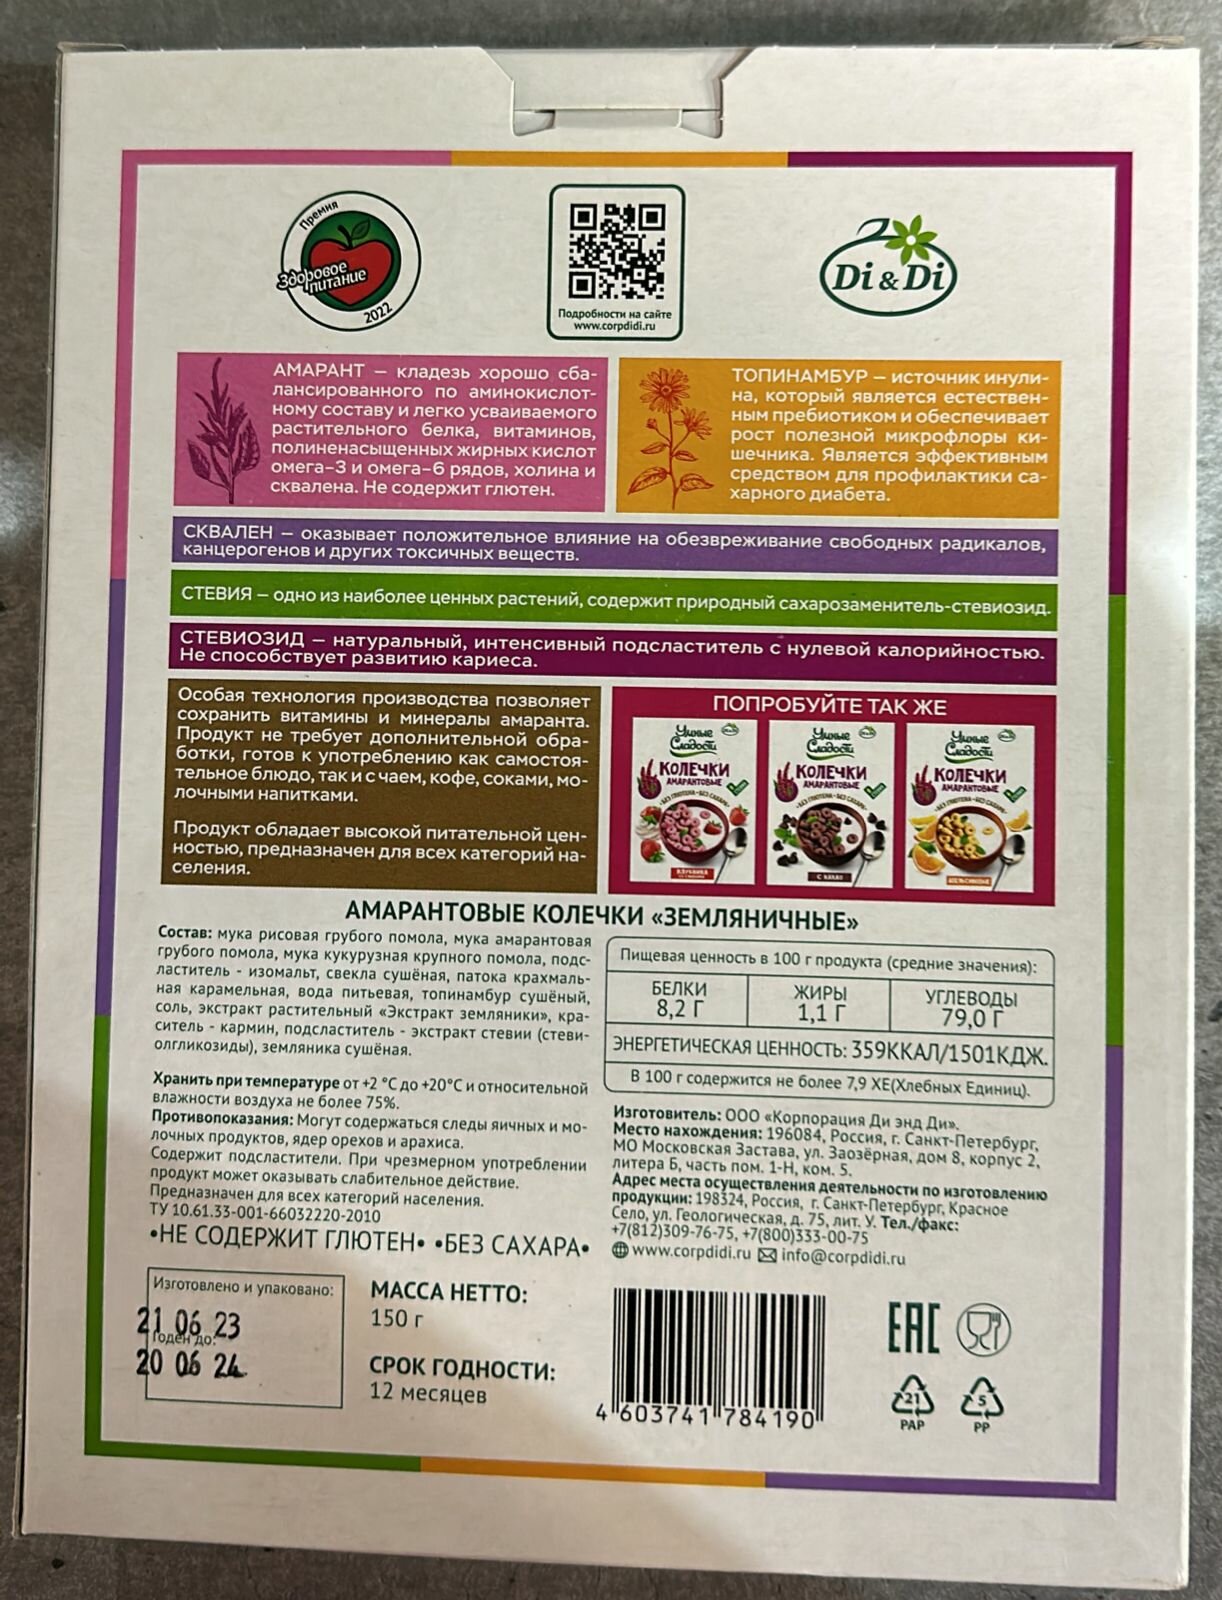 Премия
Здоровое
питание
2022
Подробности на сайте
www.corpdidi.ru
Di & Di
АМАРАНТ – кладезь хорошо сба-
лансированного по аминокислот-
ному составу и легко усваиваемого
растительного белка, витаминов,
полиненасыщенных жирных кислот
омега–3 и омега–6 рядов, холина и
сквалена. Не содержит глютен.
ТОПИНАМБУР – источник инули-
на, который является естествен-
ным пребиотиком и обеспечивает
рост полезной микрофлоры ки-
шечника. Является эффективным
средством для профилактики са-
харного диабета.
СКВАЛЕН – оказывает положительное влияние на обезвреживание свободных радикалов,
канцерогенов и других токсичных веществ.
СТЕВИЯ – одно из наиболее ценных растений, содержит природный сахарозаменитель-стевиозид.
СТЕВИОЗИД – натуральный, интенсивный подсластитель с нулевой калорийностью.
Не способствует развитию кариеса.
Особая технология производства позволяет
сохранить витамины и минералы амаранта.
Продукт не требует дополнительной обра-
ботки, готов к употреблению как самостоя-
тельное блюдо, так и с чаем, кофе, соками, мо-
лочными напитками.
Продукт обладает высокой питательной цен-
ностью, предназначен для всех категорий на-
селения.
ПОПРОБУЙТЕ ТАК ЖЕ
Умные
Сладости
КОЛЕЧКИ
АМАРАНТОВЫЕ
•БЕЗ ГЛЮТЕНА•БЕЗ САХАРА•
Умные
Сладости
КОЛЕЧКИ
АМАРАНТОВЫЕ
•БЕЗ ГЛЮТЕНА•БЕЗ САХАРА•
С КАКАО
Умные
Сладости
КОЛЕЧКИ
АМАРАНТОВЫЕ
•БЕЗ ГЛЮТЕНА•БЕЗ САХАРА•
АПЕЛЬСИНОВЫЕ
АМАРАНТОВЫЕ КОЛЕЧКИ «ЗЕМЛЯНИЧНЫЕ»
Состав: мука рисовая грубого помола, мука амарантовая
грубого помола, мука кукурузная крупного помола, подс-
ластитель - изомальт, свекла сушёная, патока крахмаль-
ная карамельная, вода питьевая, топинамбур сушёный,
соль, экстракт растительный «Экстракт земляники», кра-
ситель - кармин, подсластитель - экстракт стевии (стеви-
олгликозиды), земляника сушёная.
Хранить при температуре от +2 °С до +20°С и относительной
влажности воздуха не более 75%.
Противопоказания: Могут содержаться следы яичных и мо-
лочных продуктов, ядер орехов и арахиса.
Содержит подсластители. При чрезмерном употреблении
продукт может оказывать слабительное действие.
Предназначен для всех категорий населения.
ТУ 10.61.33-001-66032220-2010
•НЕ СОДЕРЖИТ ГЛЮТЕН• •БЕЗ САХАРА•
Пищевая ценность в 100 г продукта (средние значения):
БЕЛКИ
8,2 Г
ЖИРЫ
1,1 Г
УГЛЕВОДЫ
79,0 Г
ЭНЕРГЕТИЧЕСКАЯ ЦЕННОСТЬ: 359ККАЛ/1501КДЖ.
В 100 г содержится не более 7,9 ХЕ(Хлебных Единиц).
Изготовитель: ООО «Корпорация Ди энд Ди».
Место нахождения: 196084, Россия, г. Санкт-Петербург,
МО Московская Застава, ул. Заозёрная, дом 8, корпус 2,
литера Б, часть пом. 1-Н, ком. 5.
Адрес места осуществления деятельности по изготовлению
продукции: 198324, Россия, г. Санкт-Петербург, Красное
Село, ул. Геологическая, д. 75, лит. У. Тел./факс:
+7(812)309-76-75, +7(800)333-00-75
www.corpdidi.ru info@corpdidi.ru
Изготовлено и упаковано:
21 06 23
Годен до:
20 06 24
МАССА НЕТТО:
150 г
СРОК ГОДНОСТИ:
12 месяцев
4 603741 784190
ЕАС
21
PAP
5
PP